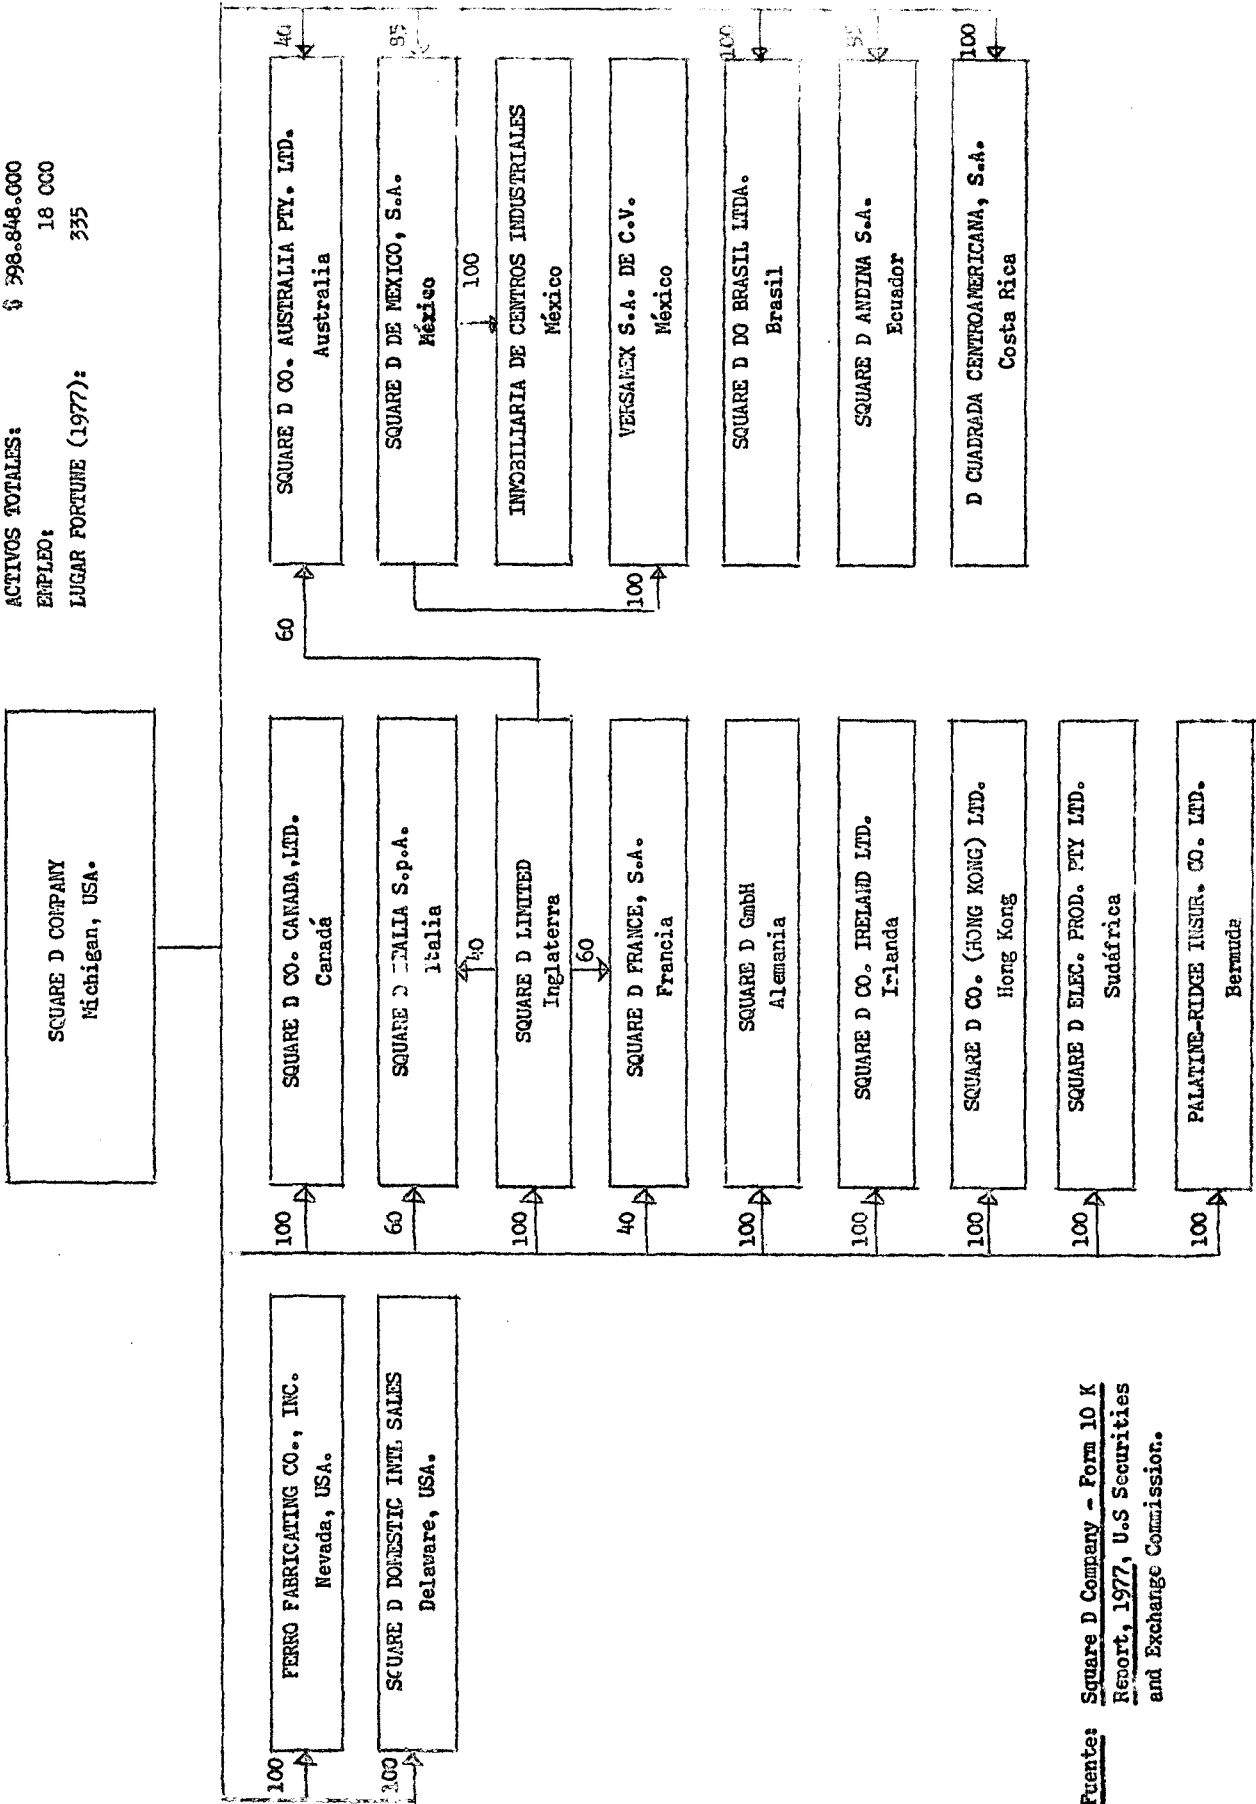 ACTIVOS TOTALES: $ 398.848.000
EMPLEO: 18 000
LUGAR FORTUNE (1977): 335
SQUARE D COMPANY
Michigan, USA.
100
FERRO FABRICATING CO., INC.
Nevada, USA.
100
SQUARE D DOMESTIC INTL SALES
Delaware, USA.
100
SQUARE D CO. CANADA, LTD.
Canadá
60
SQUARE D ITALIA S.p.A.
Italia
40
100
SQUARE D LIMITED
Inglaterra
60
40
SQUARE D FRANCE, S.A.
Francia
100
SQUARE D GmbH
Alemania
100
SQUARE D CO. IRELAND LTD.
Irlanda
100
SQUARE D CO. (HONG KONG) LTD.
Hong Kong
100
SQUARE D ELEC. PROD. PTY LTD.
Sudáfrica
100
PALATINE-RIDGE INSUR. CO. LTD.
Bermuda
60
SQUARE D CO. AUSTRALIA PTY. LTD.
Australia
40
SQUARE D DE MEXICO, S.A.
México
85
100
INMOBILIARIA DE CENTROS INDUSTRIALES
México
100
VERSAMEX S.A. DE C.V.
México
SQUARE D DO BRASIL LTDA.
Brasil
100
SQUARE D ANDINA S.A.
Ecuador
D CUADRADA CENTROAMERICANA, S.A.
Costa Rica
100
Fuente: Square D Company - Form 10 K
Report, 1977, U.S Securities
and Exchange Commission.